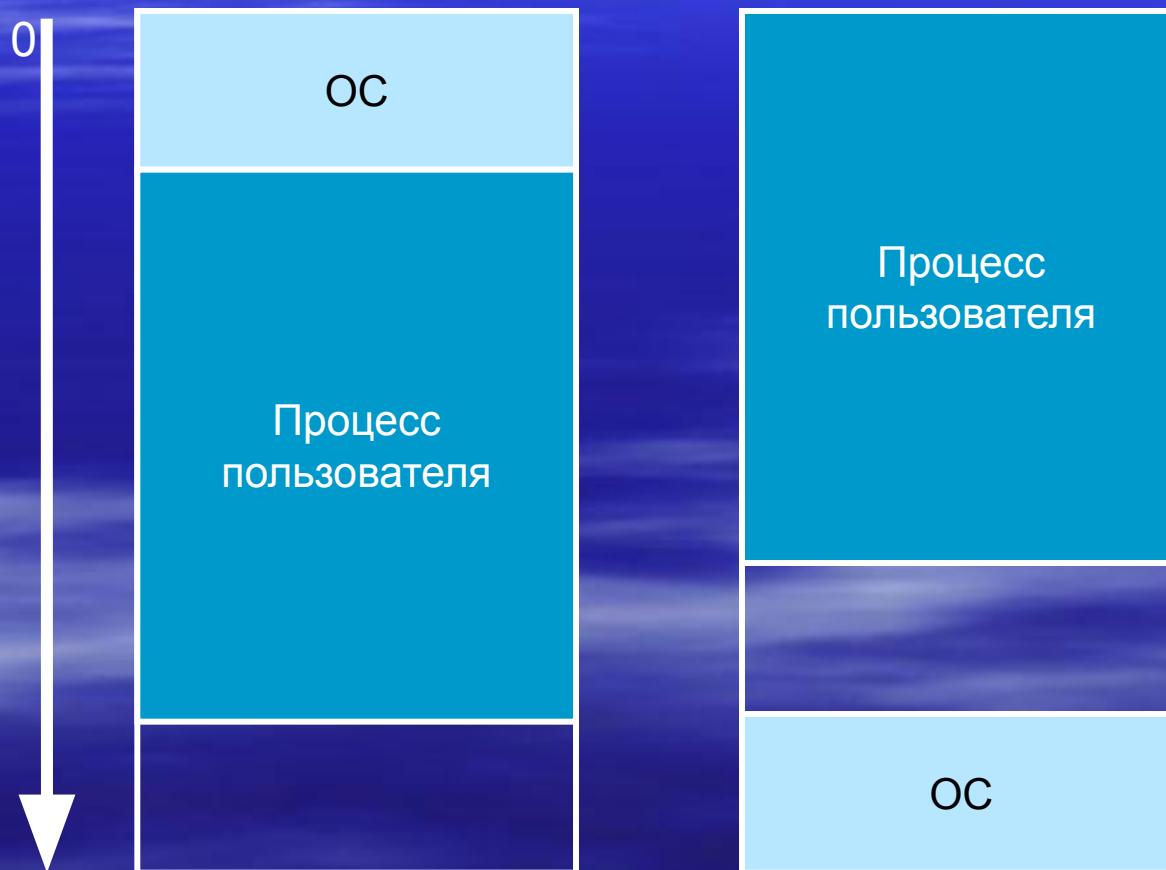 0
ОС
Процесс
пользователя
Процесс
пользователя
ОС